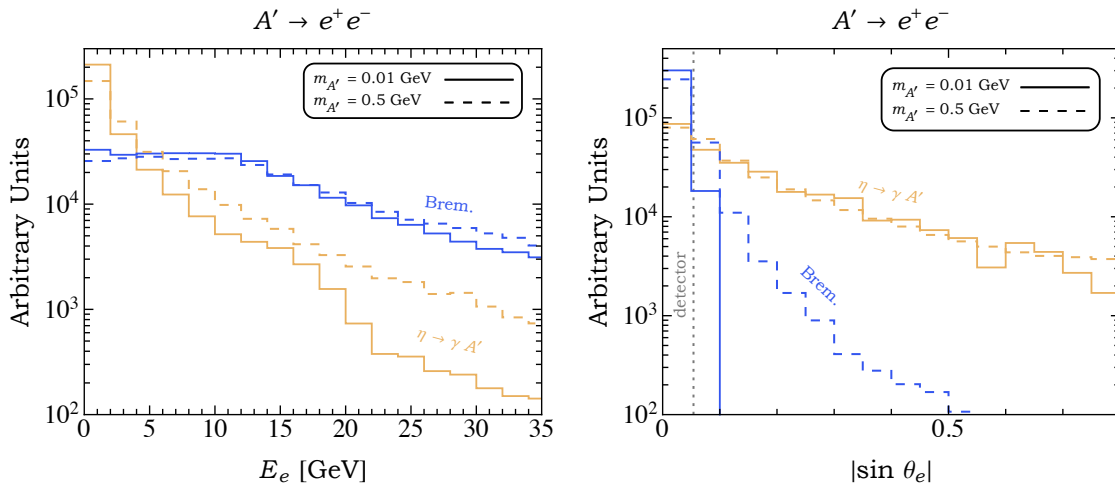 A′ → e⁺ e⁻
Arbitrary Units
10⁵
10⁴
10³
10²
m_A′ = 0.01 GeV
m_A′ = 0.5 GeV
Brem.
η → γ A′
0 5 10 15 20 25 30 35
E_e [GeV]
A′ → e⁺ e⁻
Arbitrary Units
10⁵
10⁴
10³
10²
m_A′ = 0.01 GeV
m_A′ = 0.5 GeV
η → γ A′
Brem.
detector
0 0.5
|sin θ_e|